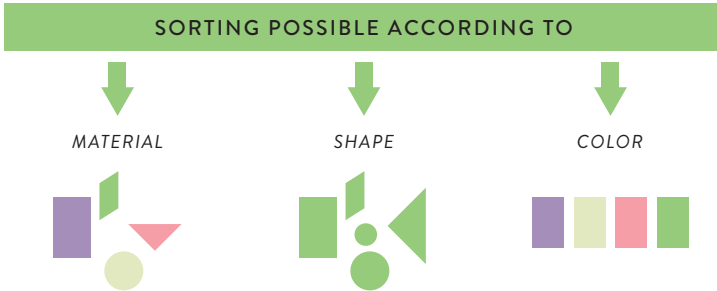 SORTING POSSIBLE ACCORDING TO
MATERIAL
SHAPE
COLOR